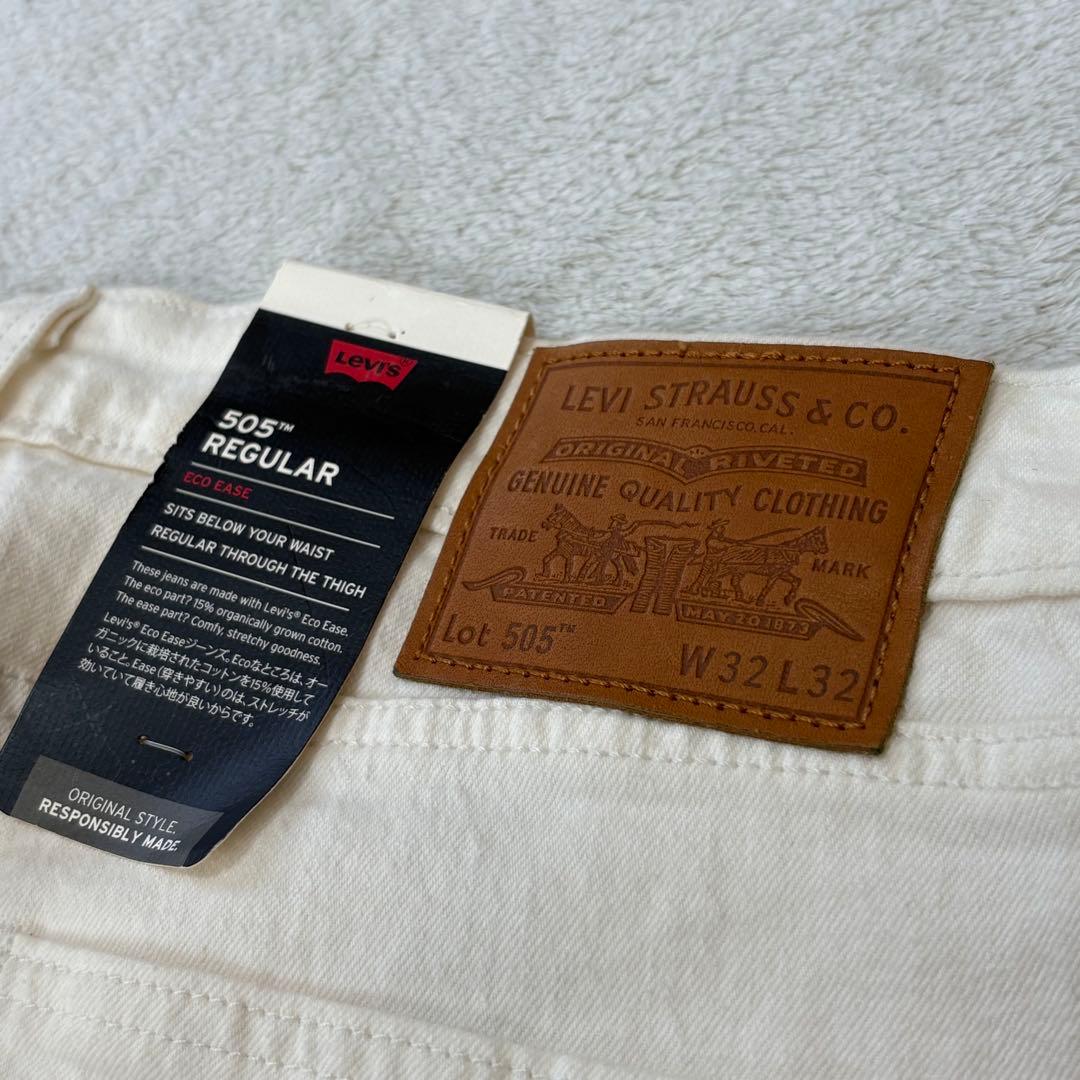 Levi's
505™
REGULAR
ECO EASE
SITS BELOW YOUR WAIST
REGULAR THROUGH THE THIGH
These jeans are made with Levi's® Eco Ease.
The eco part? 15% organically grown cotton.
The ease part? Comfy, stretchy goodness.
Levi's® Eco Easeジーンズ。Ecoなところは、オー
ガニックに栽培されたコットンを15%使用して
いること。Ease(穿きやすい)のは、ストレッチが
効いていて履き心地が良いからです。
ORIGINAL STYLE.
RESPONSIBLY MADE.
LEVI STRAUSS & CO.
SAN FRANCISCO, CAL.
ORIGINAL RIVETED
GENUINE QUALITY CLOTHING
TRADE MARK
PATENTED MAY 20 1873
Lot 505™
W 32 L 32